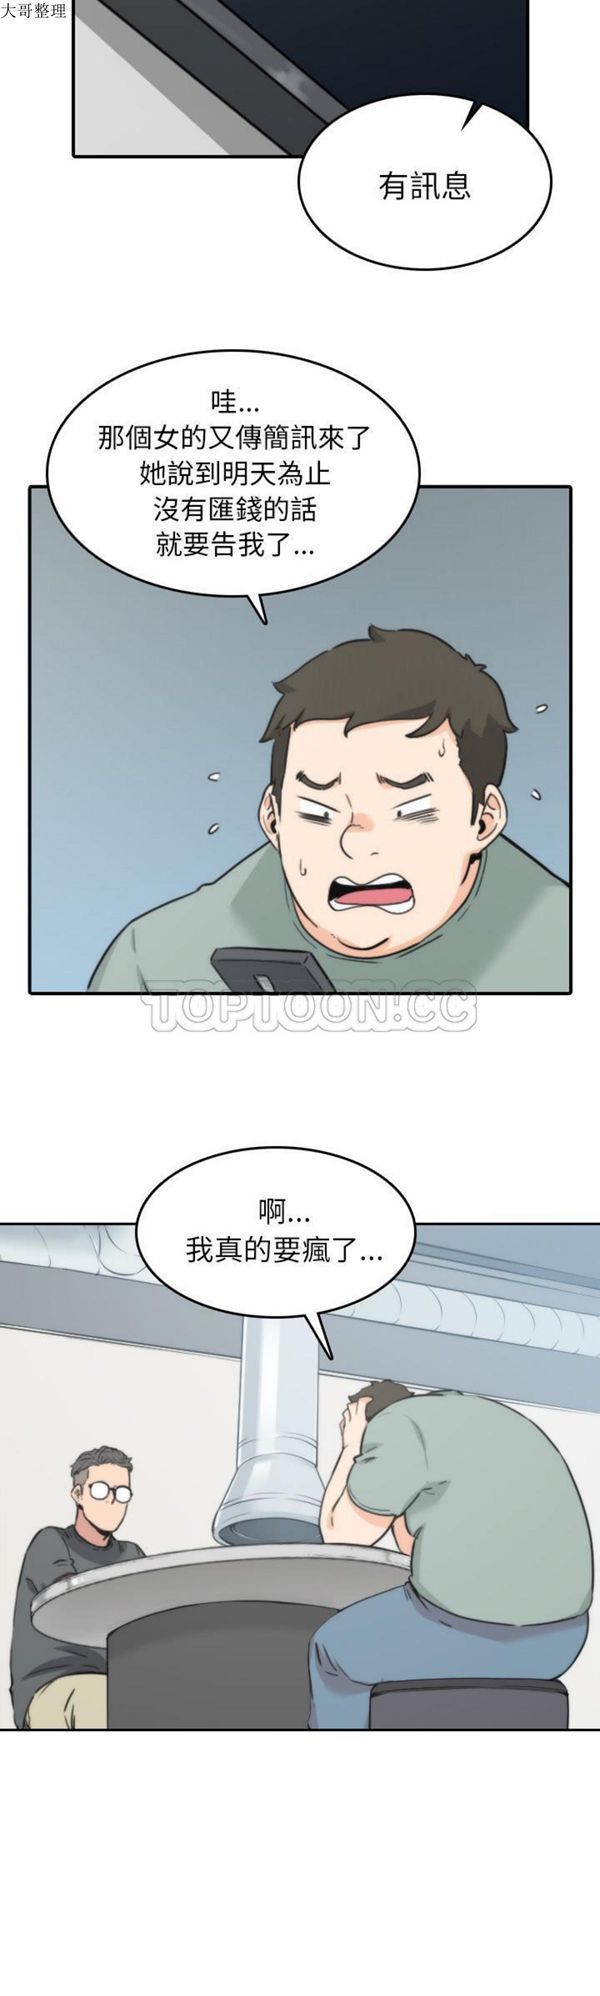 大哥整理
有訊息
哇...
那個女的又傳簡訊來了
她說到明天為止
沒有匯錢的話
就要告我了...
TOPTOON.CC
啊...
我真的要瘋了...